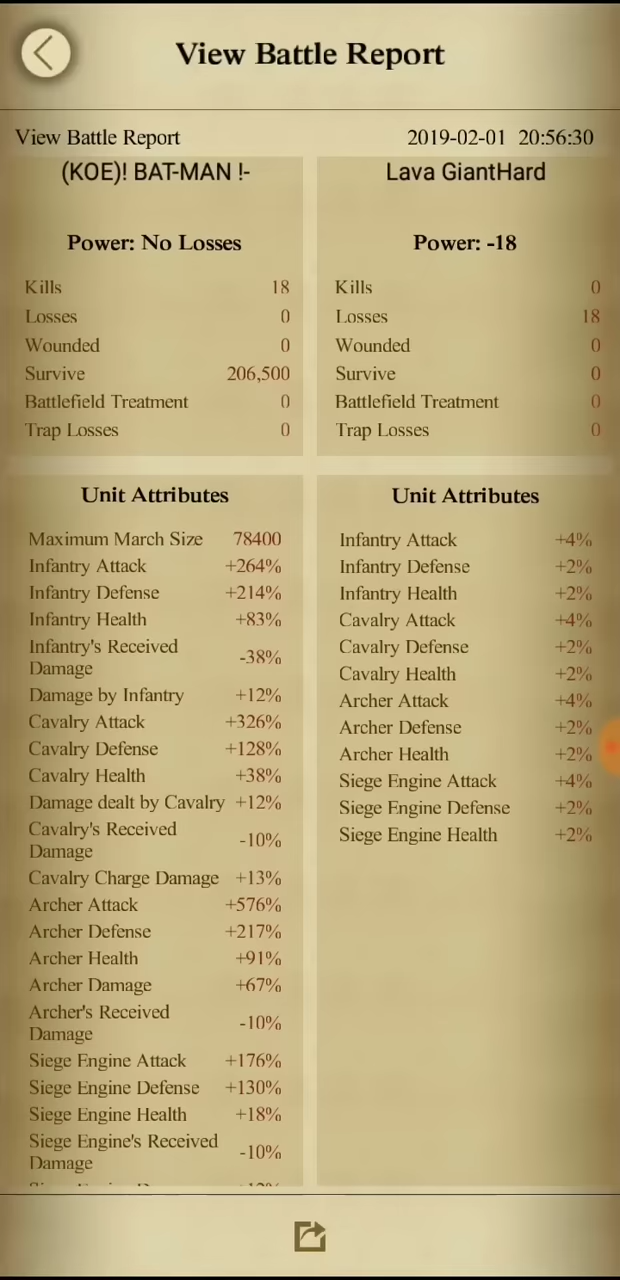 View Battle Report
View Battle Report 2019-02-01 20:56:30
(KOE)! BAT-MAN !-
Power: No Losses
Kills 18
Losses 0
Wounded 0
Survive 206,500
Battlefield Treatment 0
Trap Losses 0
Lava GiantHard
Power: -18
Kills 0
Losses 18
Wounded 0
Survive 0
Battlefield Treatment 0
Trap Losses 0
Unit Attributes
Maximum March Size 78400
Infantry Attack +264%
Infantry Defense +214%
Infantry Health +83%
Infantry's Received
Damage -38%
Damage by Infantry +12%
Cavalry Attack +326%
Cavalry Defense +128%
Cavalry Health +38%
Damage dealt by Cavalry +12%
Cavalry's Received
Damage -10%
Cavalry Charge Damage +13%
Archer Attack +576%
Archer Defense +217%
Archer Health +91%
Archer Damage +67%
Archer's Received
Damage -10%
Siege Engine Attack +176%
Siege Engine Defense +130%
Siege Engine Health +18%
Siege Engine's Received
Damage -10%
Unit Attributes
Infantry Attack +4%
Infantry Defense +2%
Infantry Health +2%
Cavalry Attack +4%
Cavalry Defense +2%
Cavalry Health +2%
Archer Attack +4%
Archer Defense +2%
Archer Health +2%
Siege Engine Attack +4%
Siege Engine Defense +2%
Siege Engine Health +2%